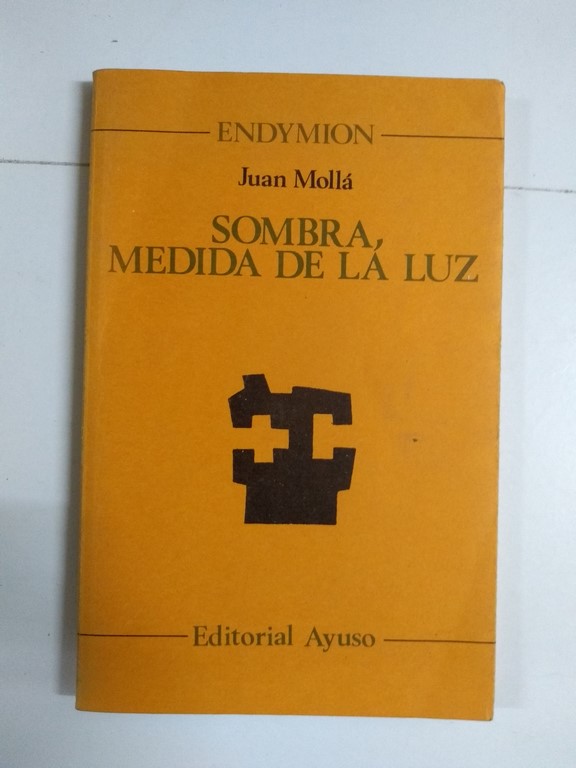 ENDYMION
Juan Mollá
SOMBRA,
MEDIDA DE LA LUZ
Editorial Ayuso